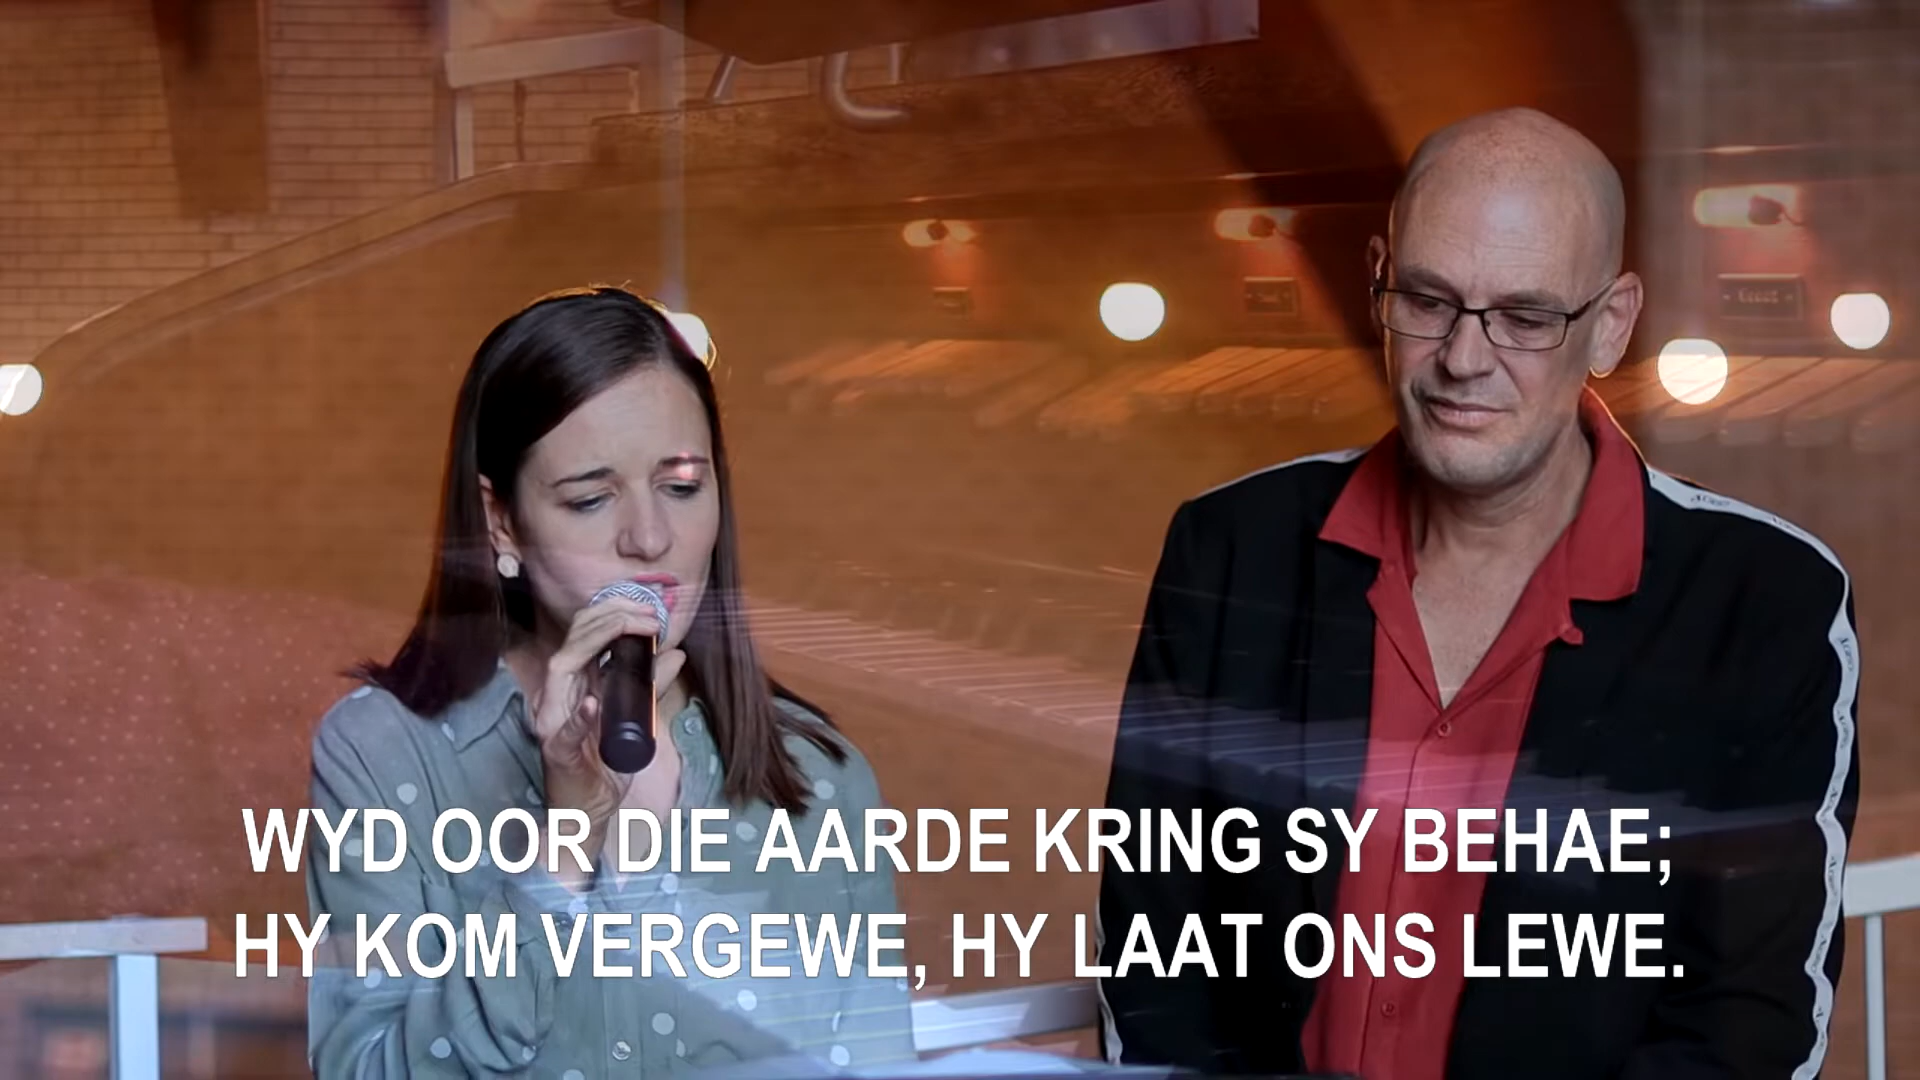 WYD OOR DIE AARDE KRING SY BEHAE;
HY KOM VERGEWE, HY LAAT ONS LEWE.